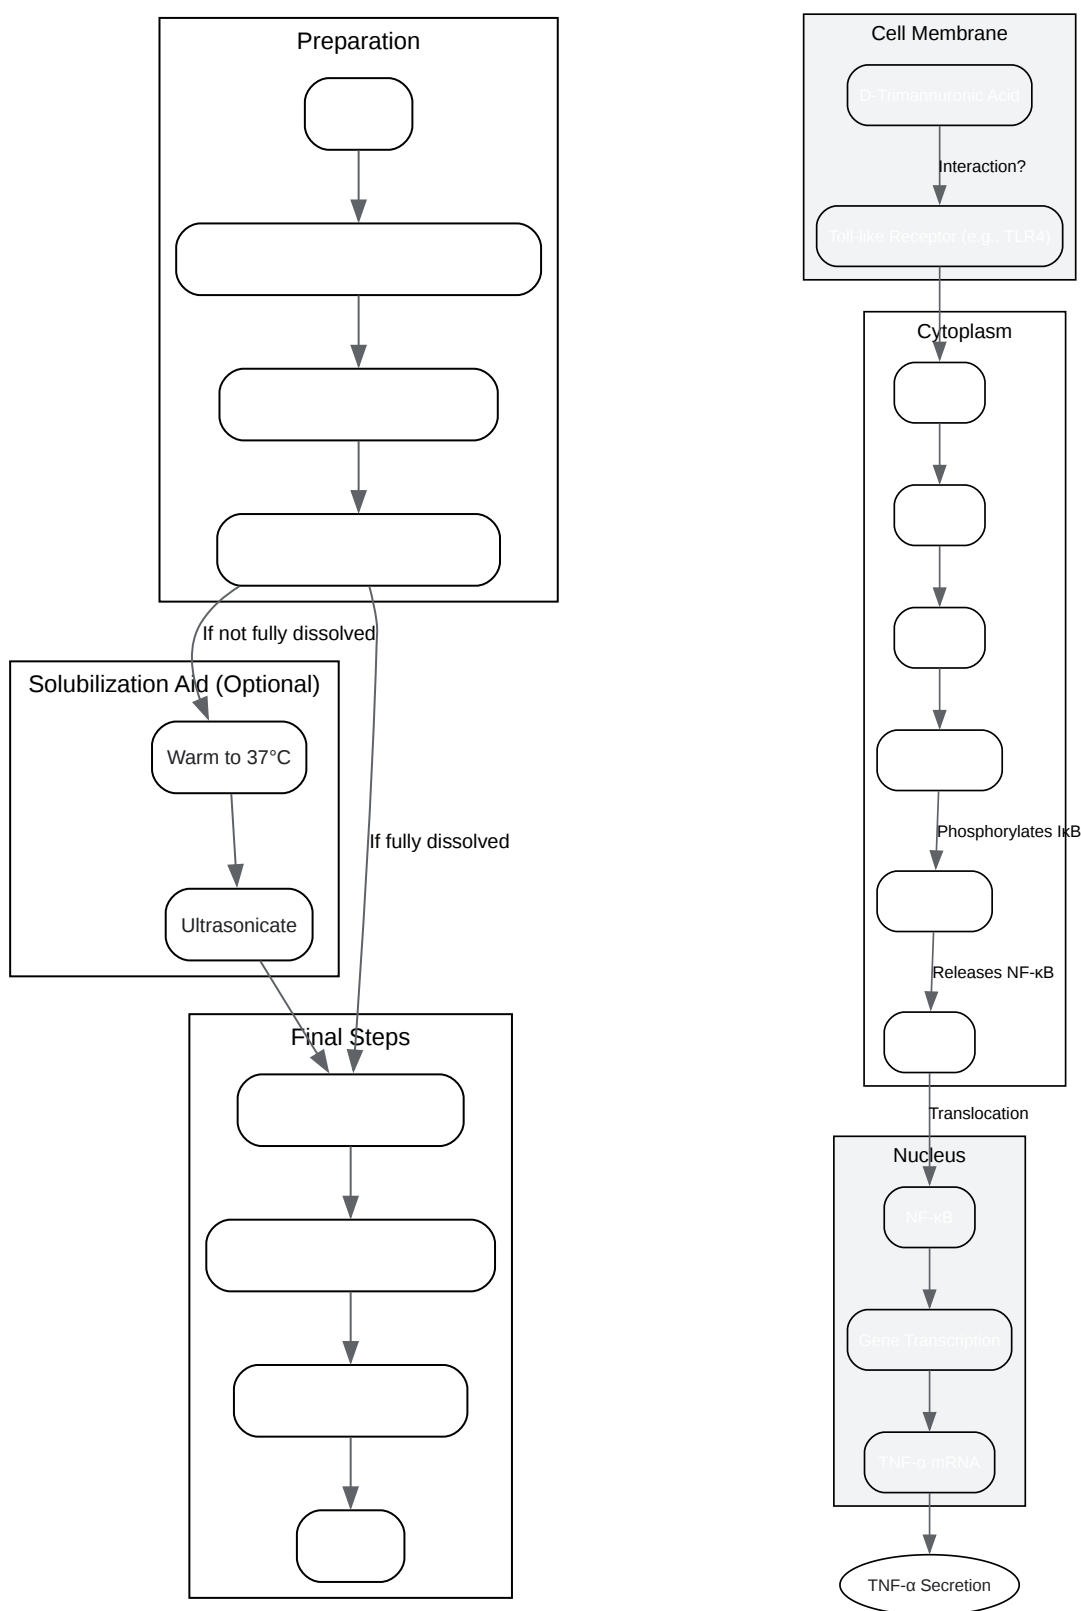 Preparation
If not fully dissolved
Solubilization Aid (Optional)
Warm to 37°C
If fully dissolved
Ultrasonicate
Final Steps
Cell Membrane
D-Trimannuronic Acid
Interaction?
Toll-like Receptor (e.g., TLR4)
Cytoplasm
Phosphorylates IκB
Releases NF-κB
Translocation
Nucleus
NF-κB
Gene Transcription
TNF-α mRNA
TNF-α Secretion